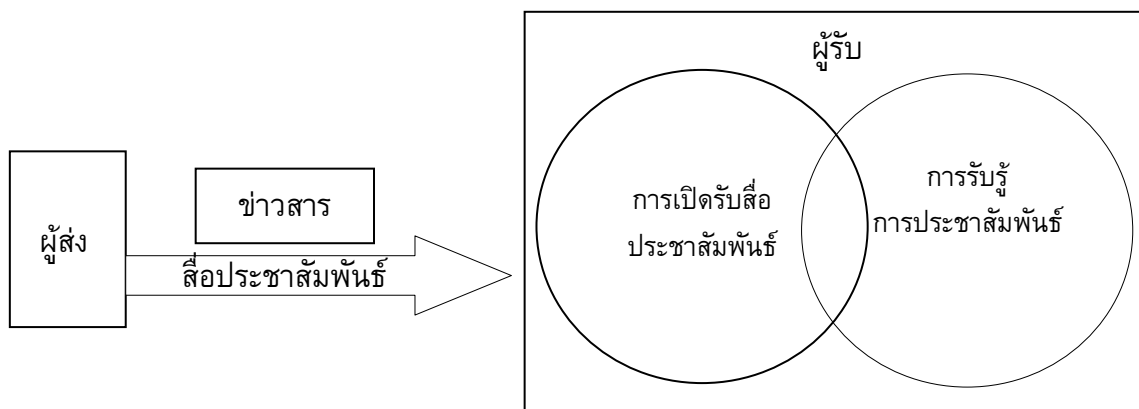 ผู้ส่ง
ข่าวสาร
สื่อประชาสัมพันธ์
ผู้รับ
การเปิดรับสื่อ
ประชาสัมพันธ์
การรับรู้
การประชาสัมพันธ์